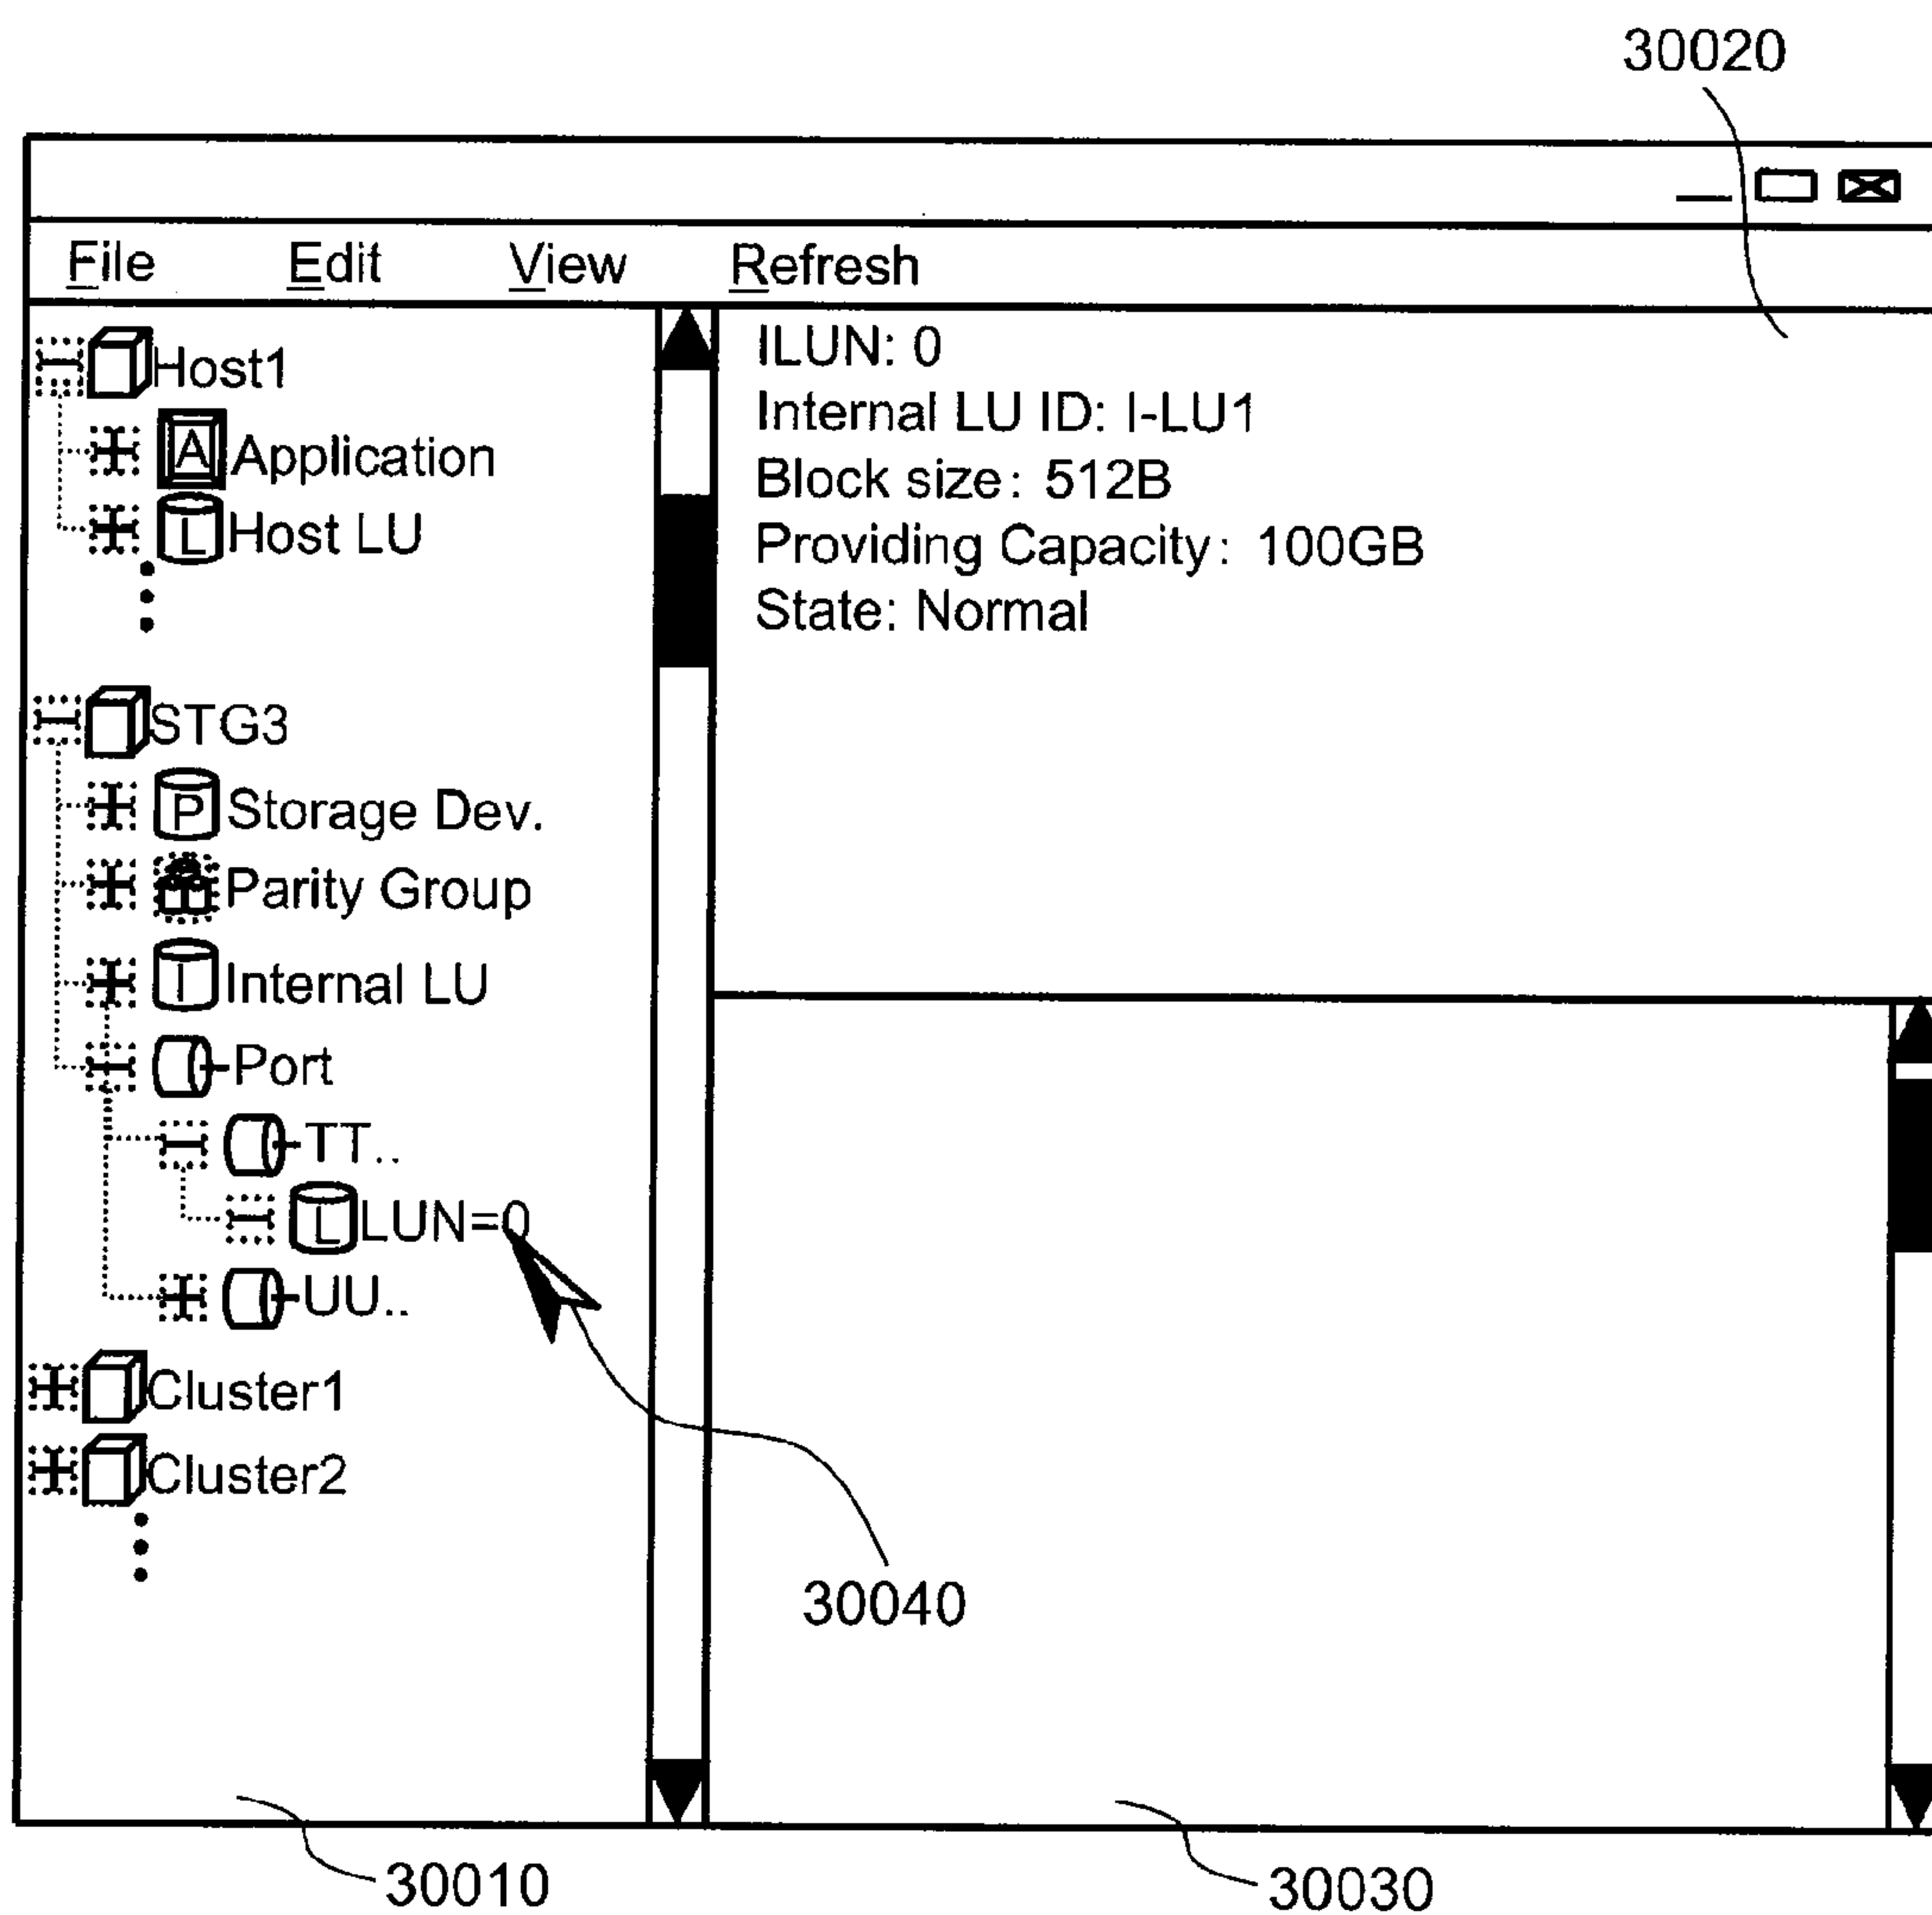 30020
File Edit View Refresh
Host1
A Application
L Host LU
STG3
P Storage Dev.
Parity Group
I Internal LU
Port
TT..
L LUN=0
UU..
Cluster1
Cluster2
ILUN: 0
Internal LU ID: I-LU1
Block size: 512B
Providing Capacity: 100GB
State: Normal
30040
30010
30030